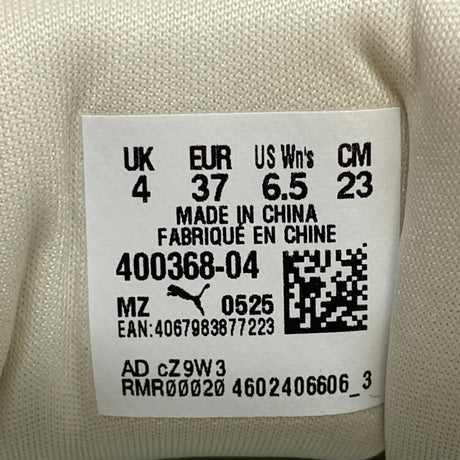 UK EUR US Wn's CM
4 37 6.5 23
MADE IN CHINA
FABRIQUÉ EN CHINE
400368-04
MZ 0525
EAN:4067983877223
AD cZ9W3
RMR00020 4602406606_3